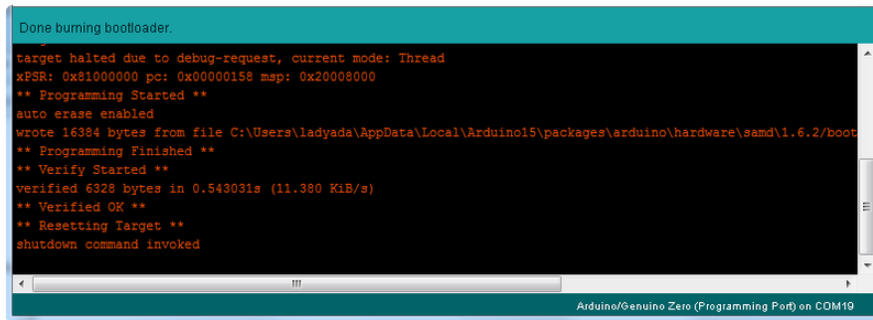 Done burning bootloader.
target halted due to debug-request, current mode: Thread
xPSR: 0x81000000 pc: 0x00000158 msp: 0x20008000
** Programming Started **
auto erase enabled
wrote 16384 bytes from file C:\Users\ladyada\AppData\Local\Arduino15\packages\arduino\hardware\samd\1.6.2/boot
** Programming Finished **
** Verify Started **
verified 6328 bytes in 0.543031s (11.380 KiB/s)
** Verified OK **
** Resetting Target **
shutdown command invoked
Arduino/Genuino Zero (Programming Port) on COM19